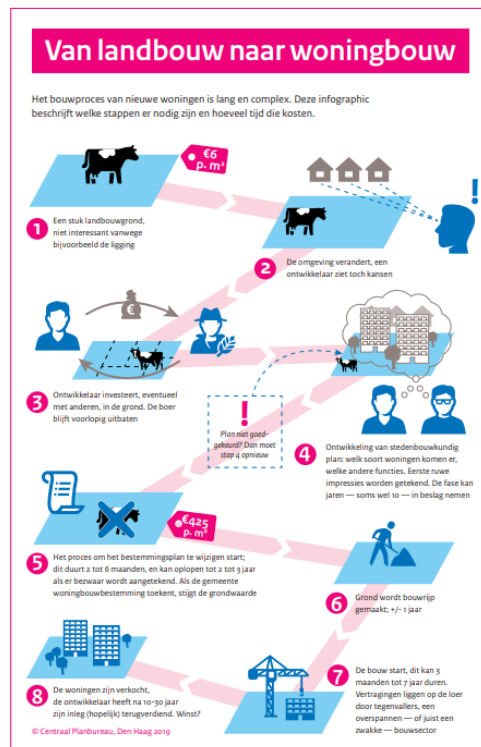 Van landbouw naar woningbouw
Het bouwproces van nieuwe woningen is lang en complex. Deze infographic
beschrijft welke stappen er nodig zijn en hoeveel tijd die kosten.
€6
p. m²
1
Een stuk landbouwgrond,
niet interessant vanwege
bijvoorbeeld de ligging
!
2
De omgeving verandert, een
ontwikkelaar ziet toch kansen
€
3
Ontwikkelaar investeert, eventueel
met anderen, in de grond. De boer
blijft voorlopig uitbaten
!
Plan niet goed-
gekeurd? Dan moet
stap 4 opnieuw
4
Ontwikkeling van stedenbouwkundig
plan: welk soort woningen komen er,
welke andere functies. Eerste ruwe
impressies worden getekend. De fase kan
jaren — soms wel 10 — in beslag nemen
€425
p. m²
5
Het proces om het bestemmingsplan te wijzigen start;
dit duurt 2 tot 6 maanden, en kan oplopen tot 2 tot 3 jaar
als er bezwaar wordt aangetekend. Als de gemeente
woningbouwbestemming toekent, stijgt de grondwaarde
6
Grond wordt bouwrijp
gemaakt; +/- 1 jaar
7
De bouw start, dit kan 3
maanden tot 7 jaar duren.
Vertragingen liggen op de loer
door tegenvallers, een
overspannen — of juist een
zwakke — bouwsector
8
De woningen zijn verkocht,
de ontwikkelaar heeft na 10-30 jaar
zijn inleg (hopelijk) terugverdiend. Winst?
© Centraal Planbureau, Den Haag 2019